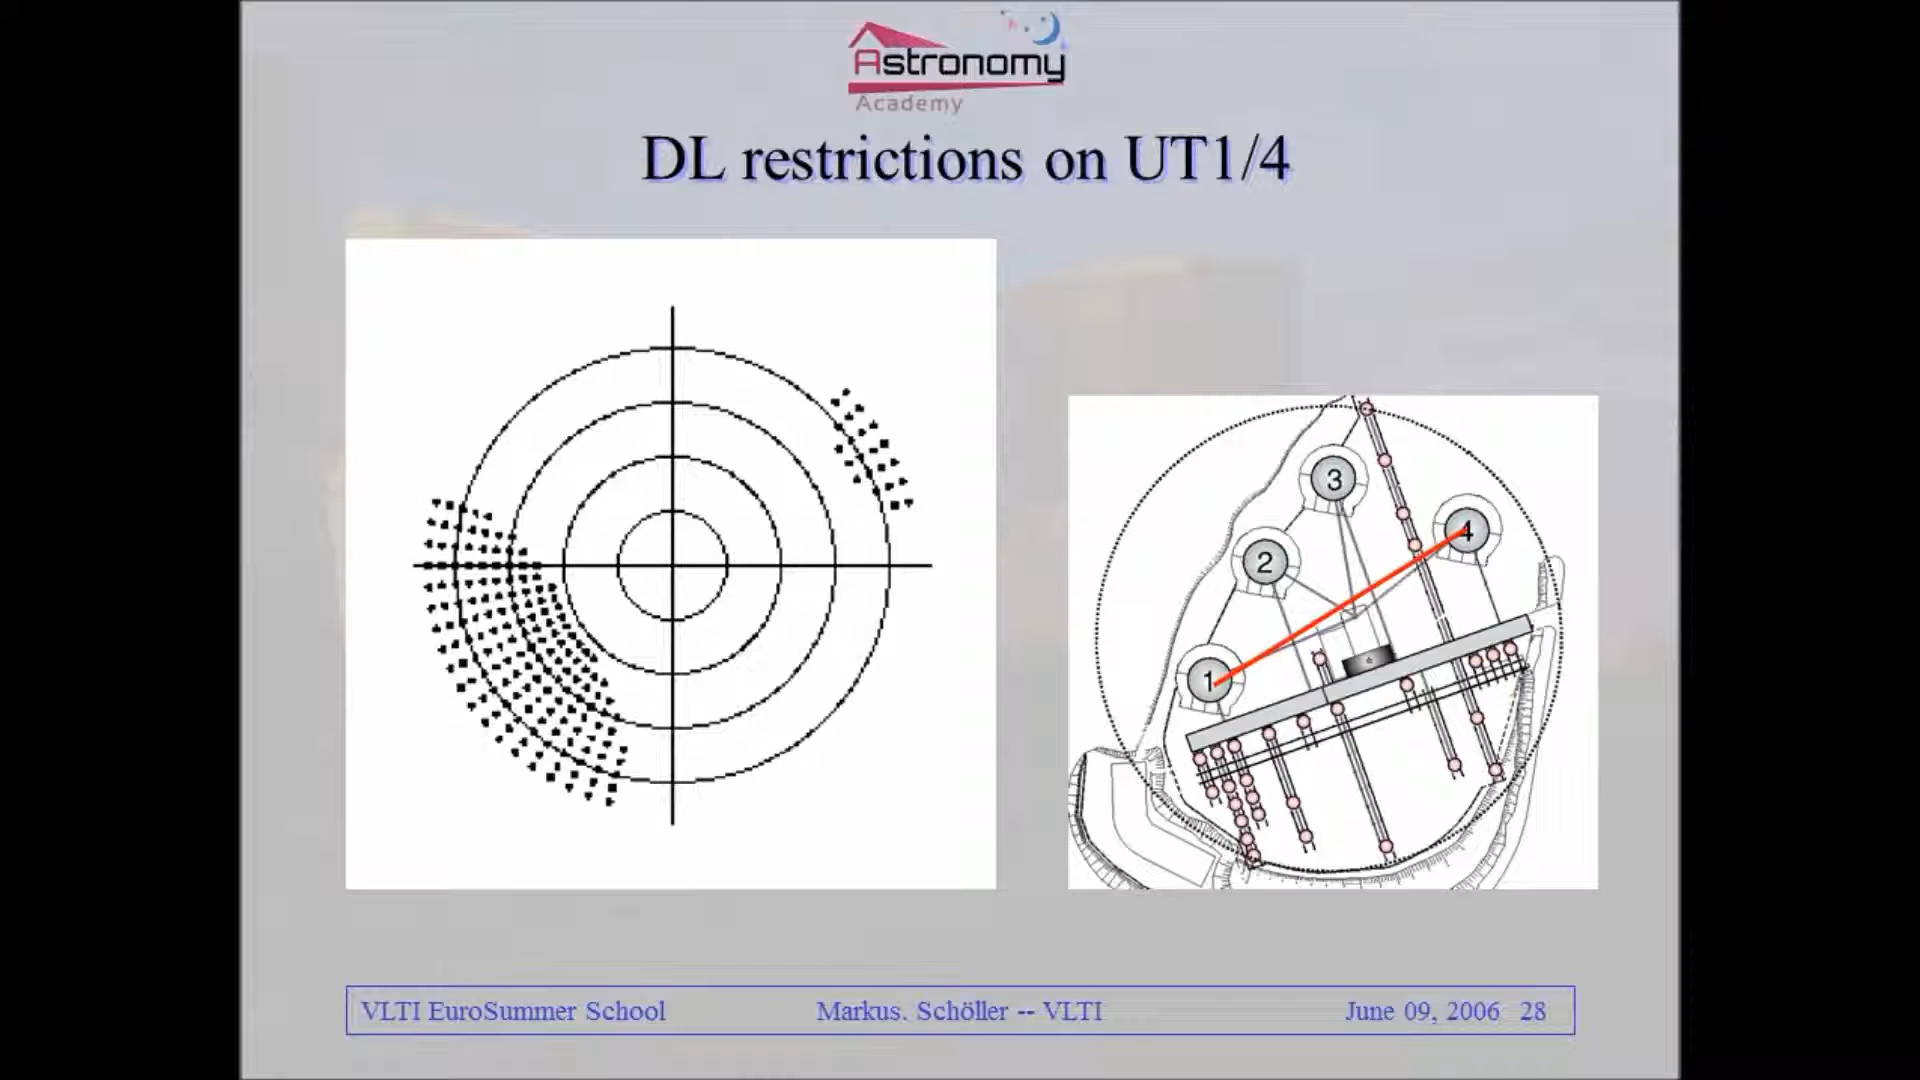 Astronomy
Academy
DL restrictions on UT1/4
3
4
2
1
VLTI EuroSummer School Markus. Schöller -- VLTI June 09, 2006 28